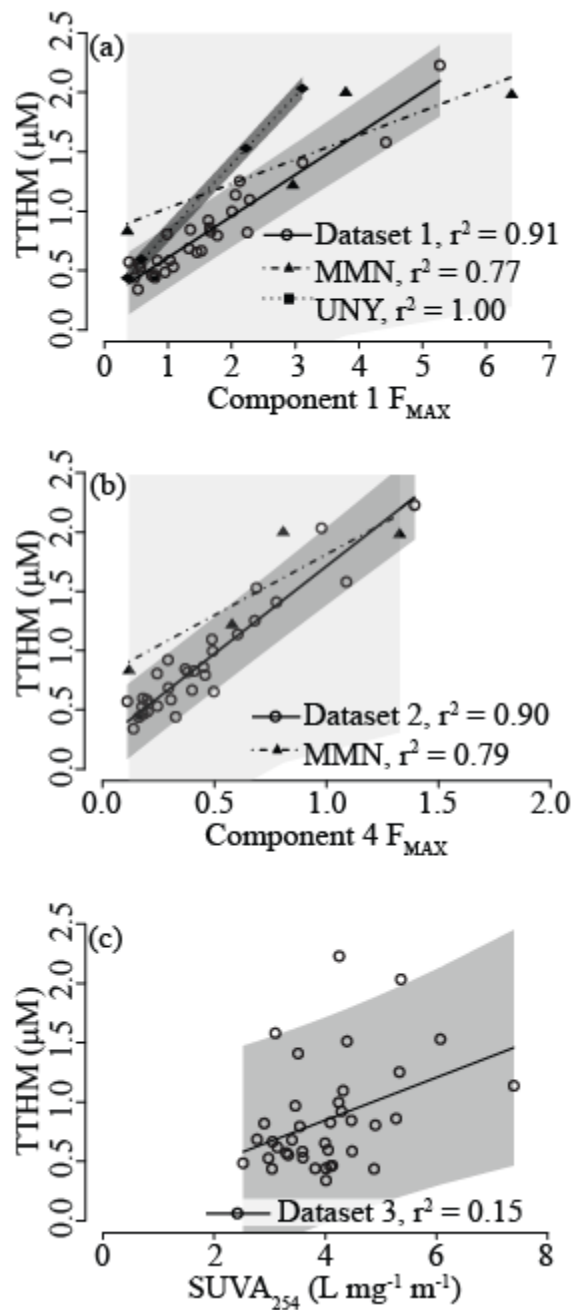 (a)
2.5
2.0
1.5
1.0
0.5
0.0
TTHM (µM)
Dataset 1, r² = 0.91
MMN, r² = 0.77
UNY, r² = 1.00
0 1 2 3 4 5 6 7
Component 1 F_MAX
(b)
2.5
2.0
1.5
1.0
0.5
0.0
TTHM (µM)
Dataset 2, r² = 0.90
MMN, r² = 0.79
0.0 0.5 1.0 1.5 2.0
Component 4 F_MAX
(c)
2.5
2.0
1.5
1.0
0.5
0.0
TTHM (µM)
Dataset 3, r² = 0.15
0 2 4 6 8
SUVA₂₅₄ (L mg⁻¹ m⁻¹)